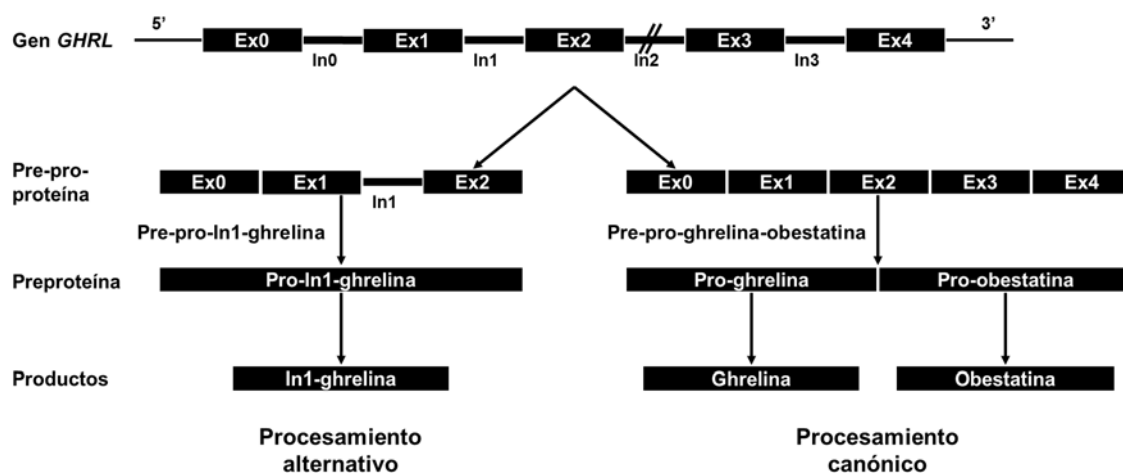 5’ 3’
Gen GHRL Ex0 Ex1 Ex2 Ex3 Ex4
In0 In1 In2 In3
Pre-pro-
proteína
Ex0 Ex1 Ex2 Ex0 Ex1 Ex2 Ex3 Ex4
In1
Pre-pro-In1-ghrelina Pre-pro-ghrelina-obestatina
Preproteína Pro-In1-ghrelina Pro-ghrelina Pro-obestatina
Productos In1-ghrelina Ghrelina Obestatina
Procesamiento
alternativo
Procesamiento
canónico